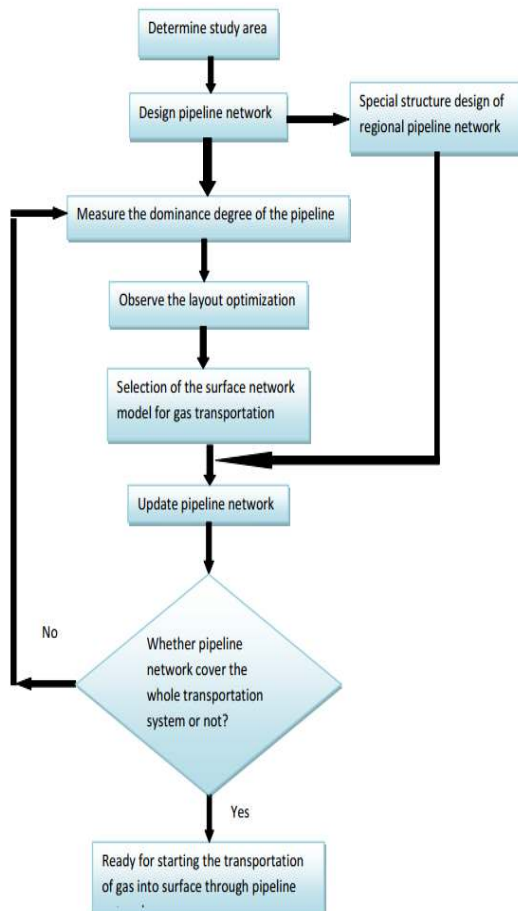 Determine study area
Design pipeline network
Special structure design of
regional pipeline network
Measure the dominance degree of the pipeline
Observe the layout optimization
Selection of the surface network
model for gas transportation
Update pipeline network
No
Whether pipeline
network cover the
whole transportation
system or not?
Yes
Ready for starting the transportation
of gas into surface through pipeline